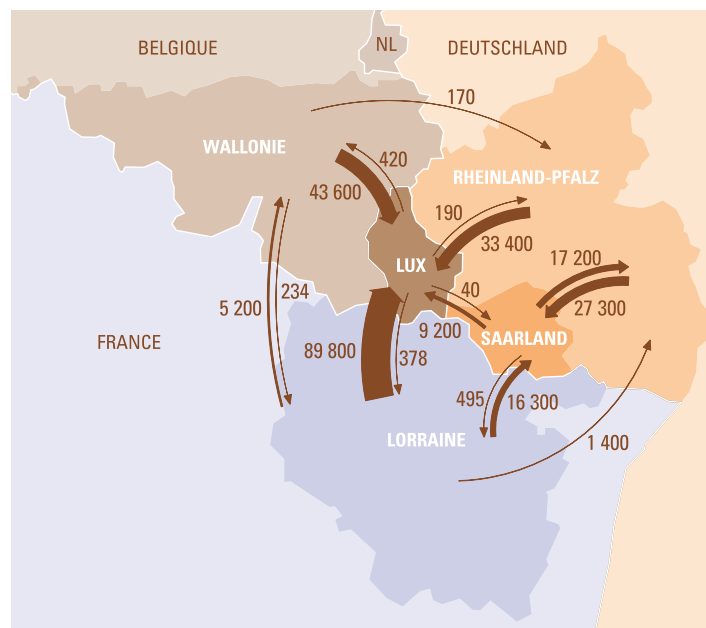 BELGIQUE
NL
DEUTSCHLAND
170
WALLONIE
420
RHEINLAND-PFALZ
43 600
190
33 400
LUX
17 200
40
234
5 200
27 300
9 200
SAARLAND
FRANCE
89 800
378
495
16 300
LORRAINE
1 400